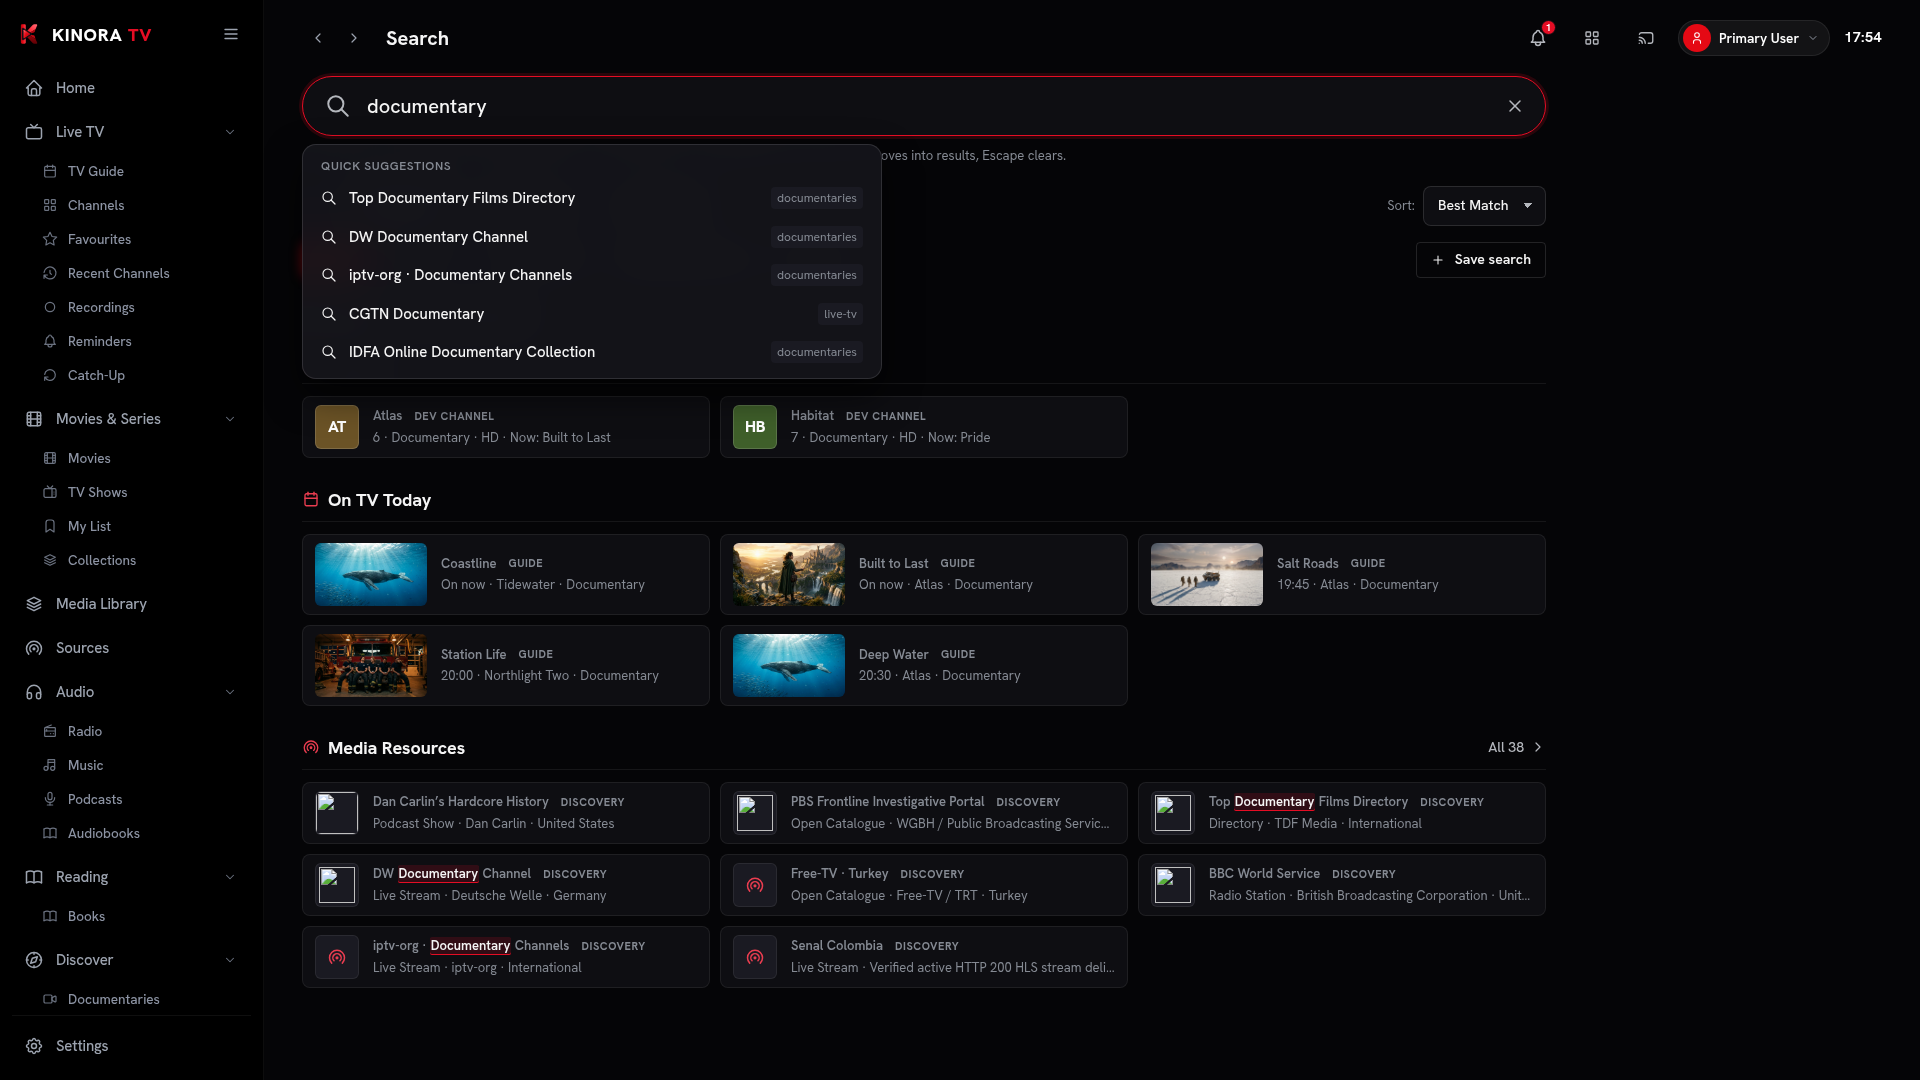 KINORA TV
Search
1
Primary User
17:54
Home
Live TV
TV Guide
Channels
Favourites
Recent Channels
Recordings
Reminders
Catch-Up
Movies & Series
Movies
TV Shows
My List
Collections
Media Library
Sources
Audio
Radio
Music
Podcasts
Audiobooks
Reading
Books
Discover
Documentaries
Settings
documentary
oves into results, Escape clears.
QUICK SUGGESTIONS
Top Documentary Films Directory documentaries
DW Documentary Channel documentaries
iptv-org · Documentary Channels documentaries
CGTN Documentary live-tv
IDFA Online Documentary Collection documentaries
Sort: Best Match
Save search
AT
Atlas DEV CHANNEL
6 · Documentary · HD · Now: Built to Last
HB
Habitat DEV CHANNEL
7 · Documentary · HD · Now: Pride
On TV Today
Coastline GUIDE
On now · Tidewater · Documentary
Built to Last GUIDE
On now · Atlas · Documentary
Salt Roads GUIDE
19:45 · Atlas · Documentary
Station Life GUIDE
20:00 · Northlight Two · Documentary
Deep Water GUIDE
20:30 · Atlas · Documentary
Media Resources
All 38
Dan Carlin’s Hardcore History DISCOVERY
Podcast Show · Dan Carlin · United States
PBS Frontline Investigative Portal DISCOVERY
Open Catalogue · WGBH / Public Broadcasting Servic...
Top Documentary Films Directory DISCOVERY
Directory · TDF Media · International
DW Documentary Channel DISCOVERY
Live Stream · Deutsche Welle · Germany
Free-TV · Turkey DISCOVERY
Open Catalogue · Free-TV / TRT · Turkey
BBC World Service DISCOVERY
Radio Station · British Broadcasting Corporation · Unit...
iptv-org · Documentary Channels DISCOVERY
Live Stream · iptv-org · International
Senal Colombia DISCOVERY
Live Stream · Verified active HTTP 200 HLS stream deli...